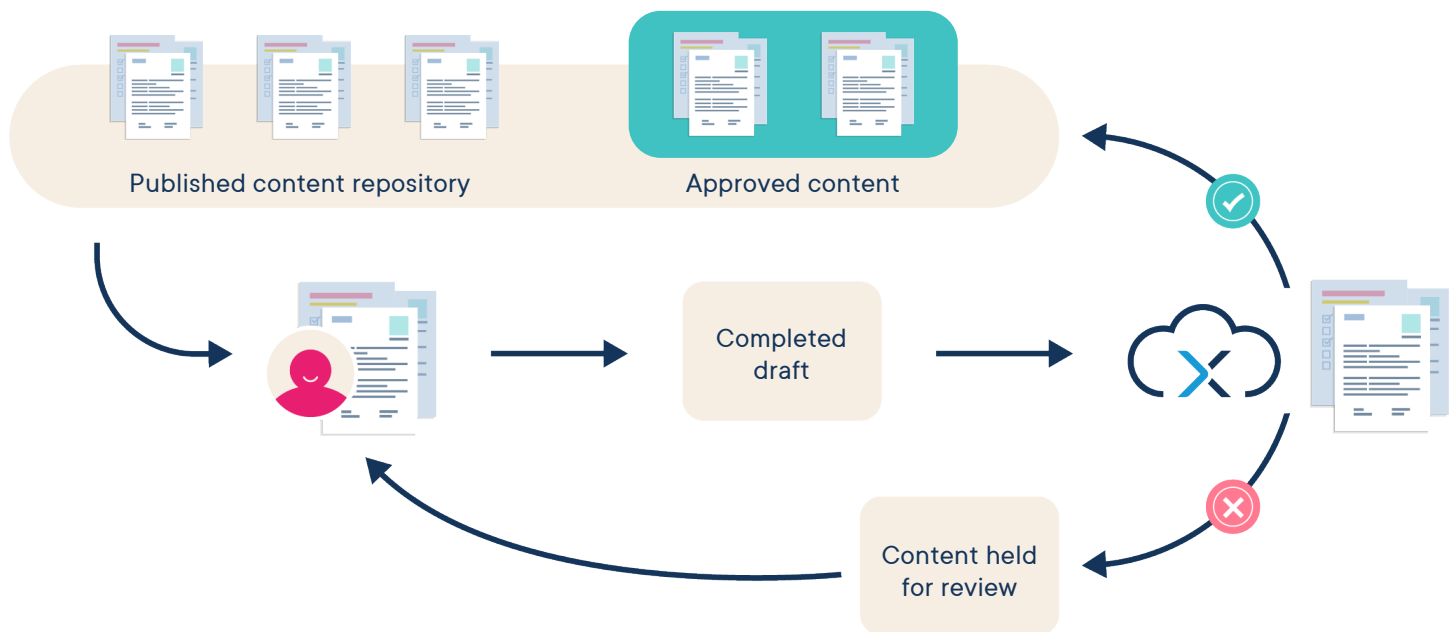 Published content repository
Approved content
Completed
draft
Content held
for review